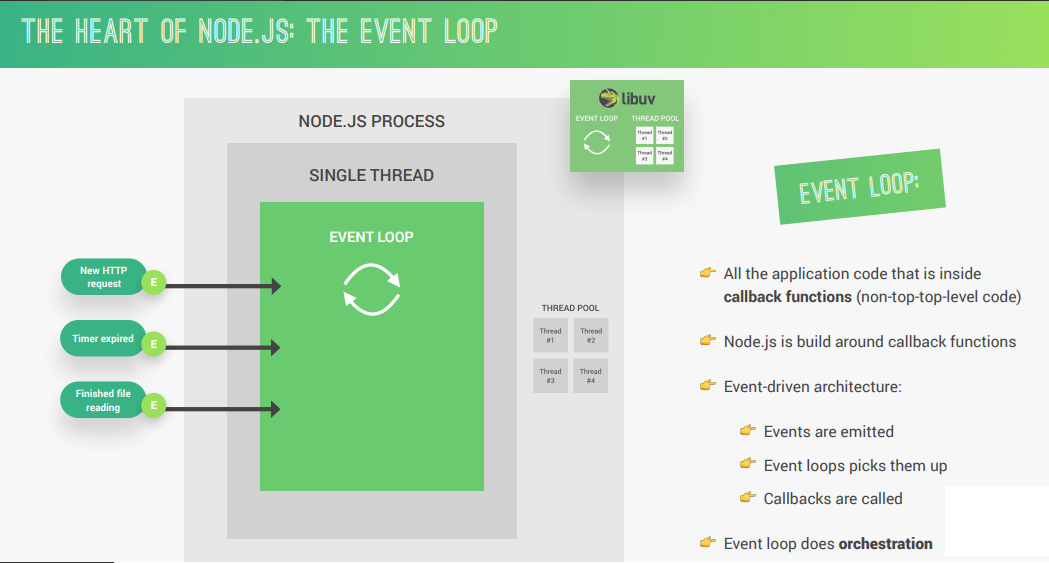 THE HEART OF NODE.JS: THE EVENT LOOP
NODE.JS PROCESS
SINGLE THREAD
EVENT LOOP
New HTTP
request
E
Timer expired
E
Finished file
reading
E
THREAD POOL
Thread
#1
Thread
#2
Thread
#3
Thread
#4
libuv
EVENT LOOP
THREAD POOL
Thread
#1
Thread
#2
Thread
#3
Thread
#4
EVENT LOOP:
All the application code that is inside
callback functions (non-top-top-level code)
Node.js is build around callback functions
Event-driven architecture:
Events are emitted
Event loops picks them up
Callbacks are called
Event loop does orchestration